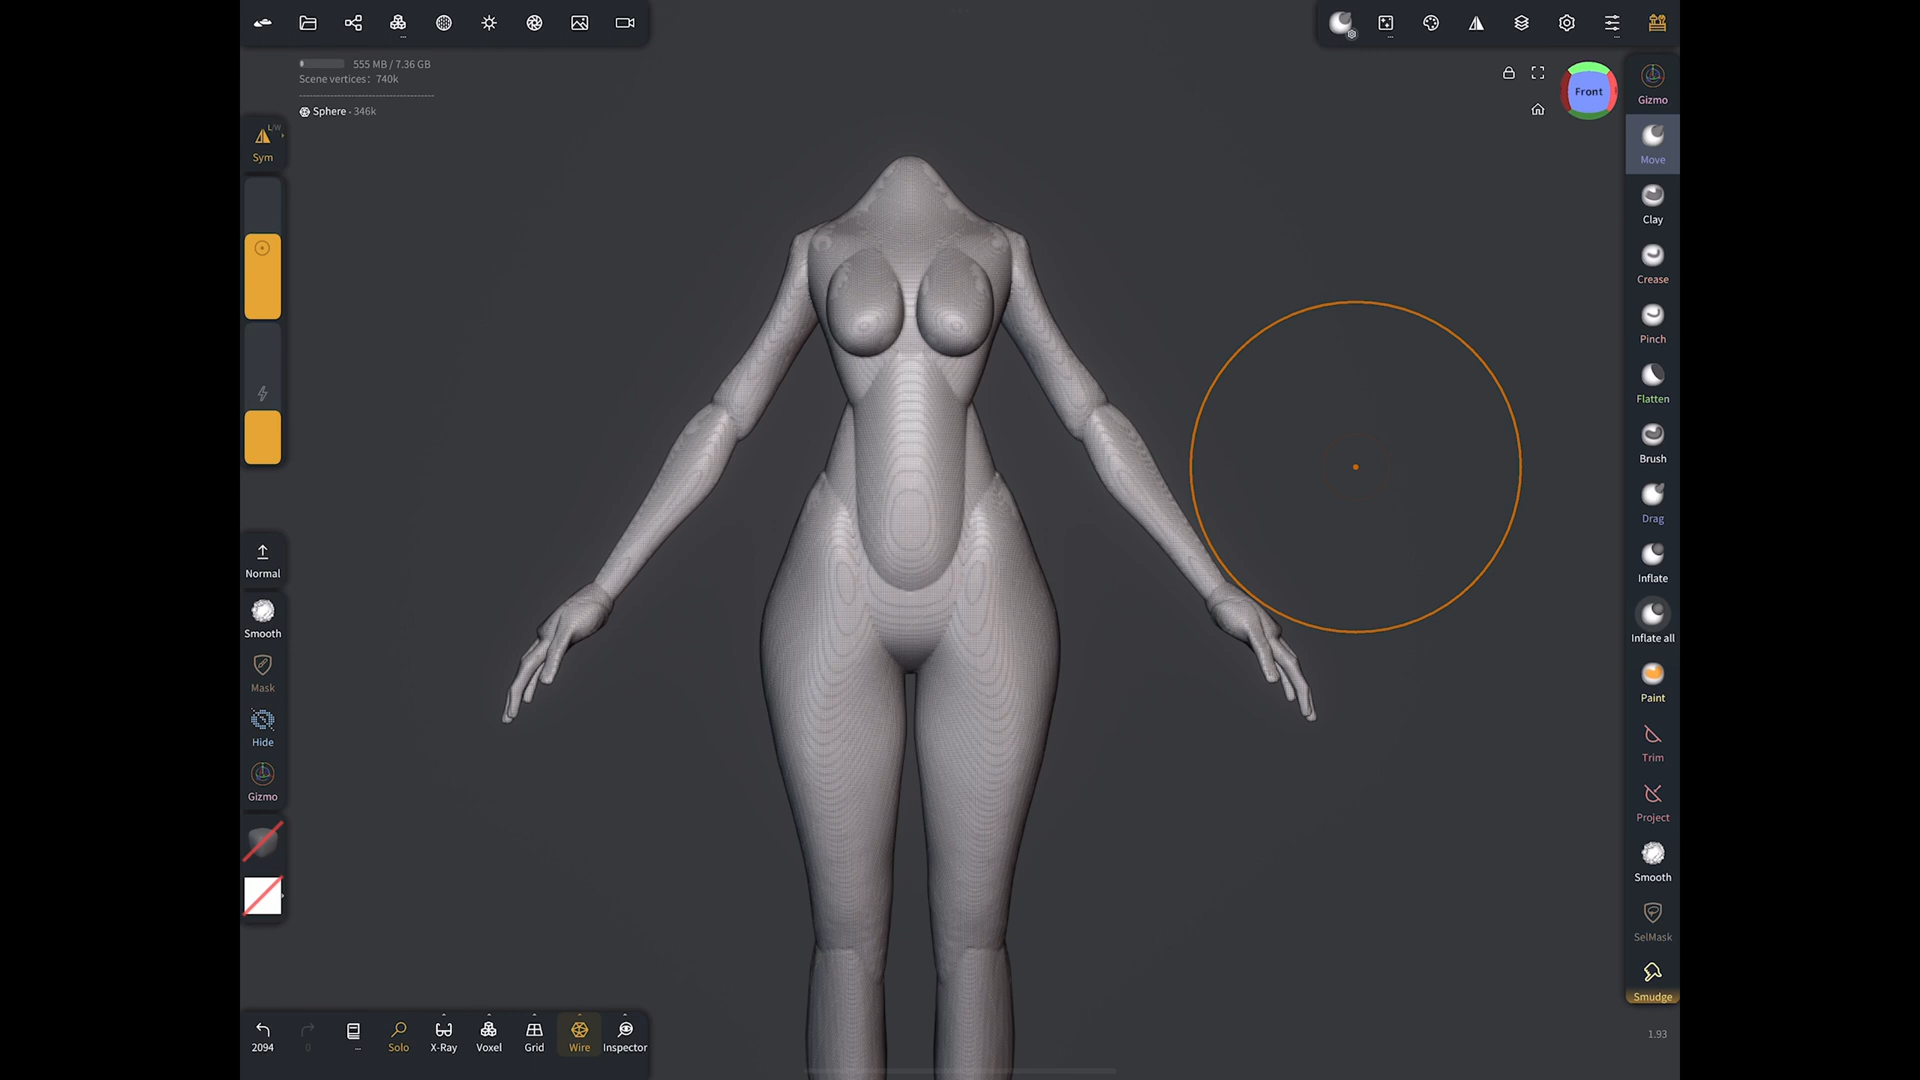 555 MB / 7.36 GB
Scene vertices: 740k
Sphere - 346k
Front
L/W
Sym
Normal
Smooth
Mask
Hide
Gizmo
Gizmo
Move
Clay
Crease
Pinch
Flatten
Brush
Drag
Inflate
Inflate all
Paint
Trim
Project
Smooth
SelMask
Smudge
1.93
2094
0
...
Solo
X-Ray
Voxel
Grid
Wire
Inspector